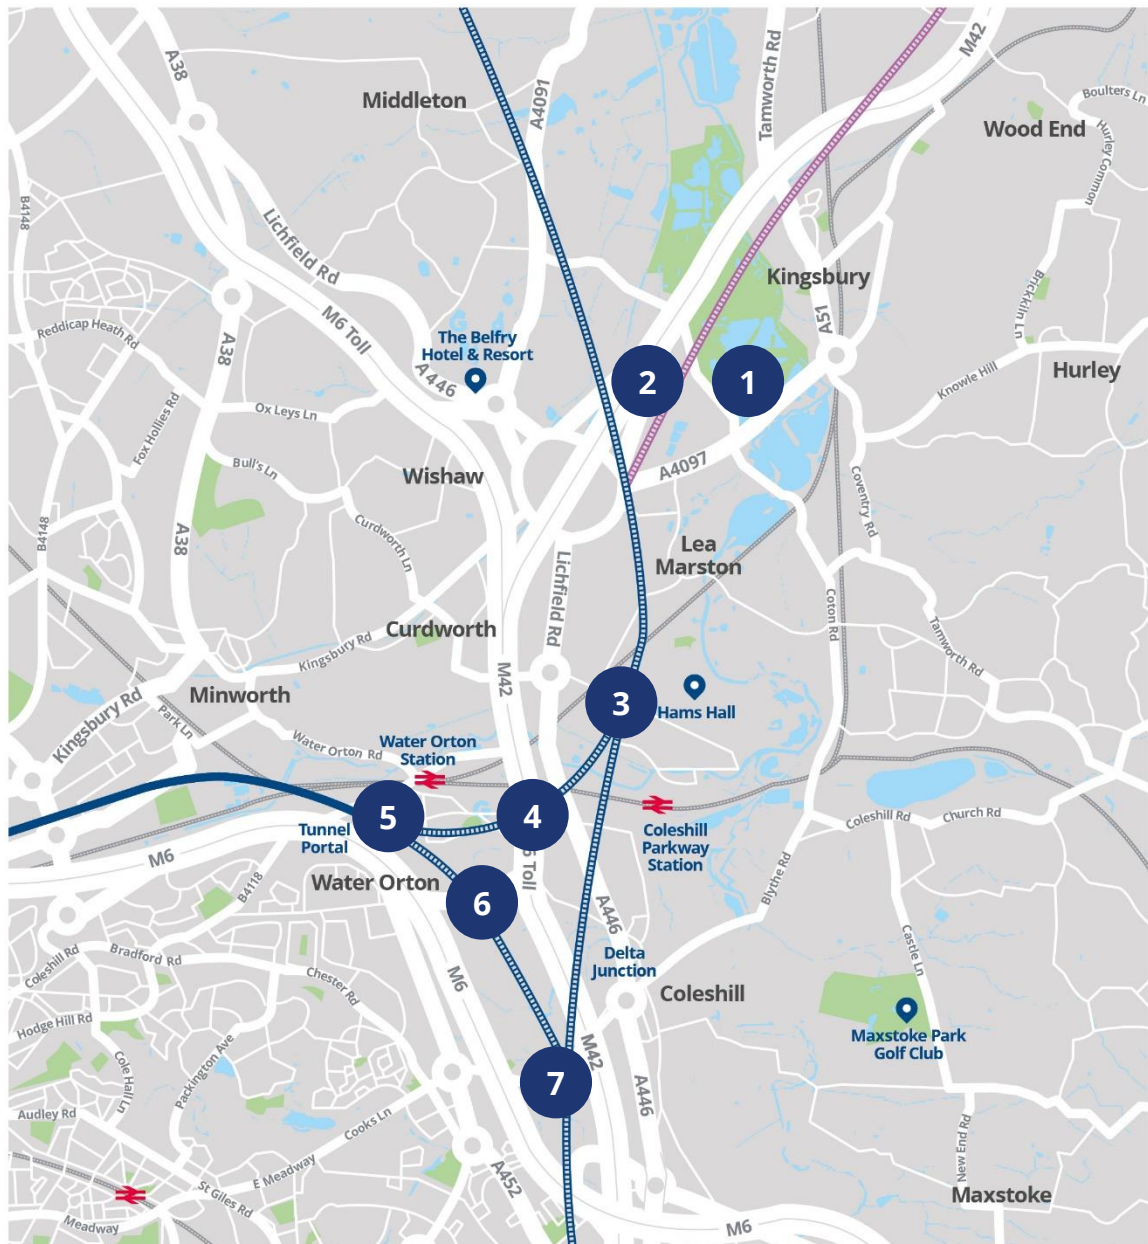 A38
Middleton
A4091
Tamworth Rd
M42
Boulters Ln
Wood End
Hurley Common
B4148
Lichfield Rd
Kingsbury
Brickkiln Ln
A51
M6 Toll
Reddicap Heath Rd
A38
The Belfry
Hotel & Resort
A446
2
1
Knowle Hill
Hurley
Fox Hollies Rd
Ox Leys Ln
Bull's Ln
Wishaw
A4097
Coventry Rd
B4148
A38
Curdworth Ln
Lea
Marston
Lichfield Rd
Coton Rd
Curdworth
Kingsbury Rd
Tamworth Rd
M42
Minworth
3
Hams Hall
Kingsbury Rd
Park Ln
Water Orton Rd
Water Orton
Station
5
4
Tunnel
Portal
Coleshill
Parkway
Station
Coleshill Rd
Church Rd
M6
6 Toll
Water Orton
B4118
6
Blythe Rd
A446
Castle Ln
Coleshill Rd
Bradford Rd
Chester Rd
M6
Delta
Junction
Coleshill
Hodge Hill Rd
Packington Ave
Cole Hall Ln
Maxstoke Park
Golf Club
M42
7
A446
Audley Rd
Cooks Ln
New End Rd
E Meadway
A452
St Giles Rd
Meadway
Maxstoke
M6